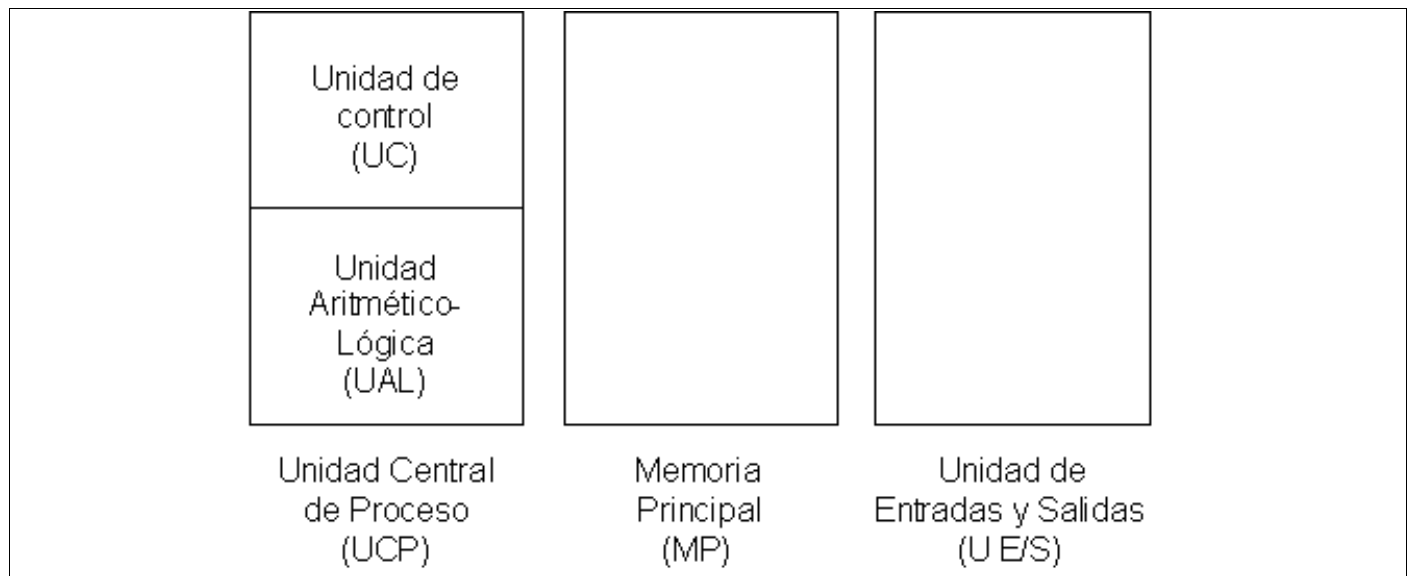 Unidad de
control
(UC)
Unidad
Aritmético-
Lógica
(UAL)
Unidad Central
de Proceso
(UCP)
Memoria
Principal
(MP)
Unidad de
Entradas y Salidas
(U E/S)